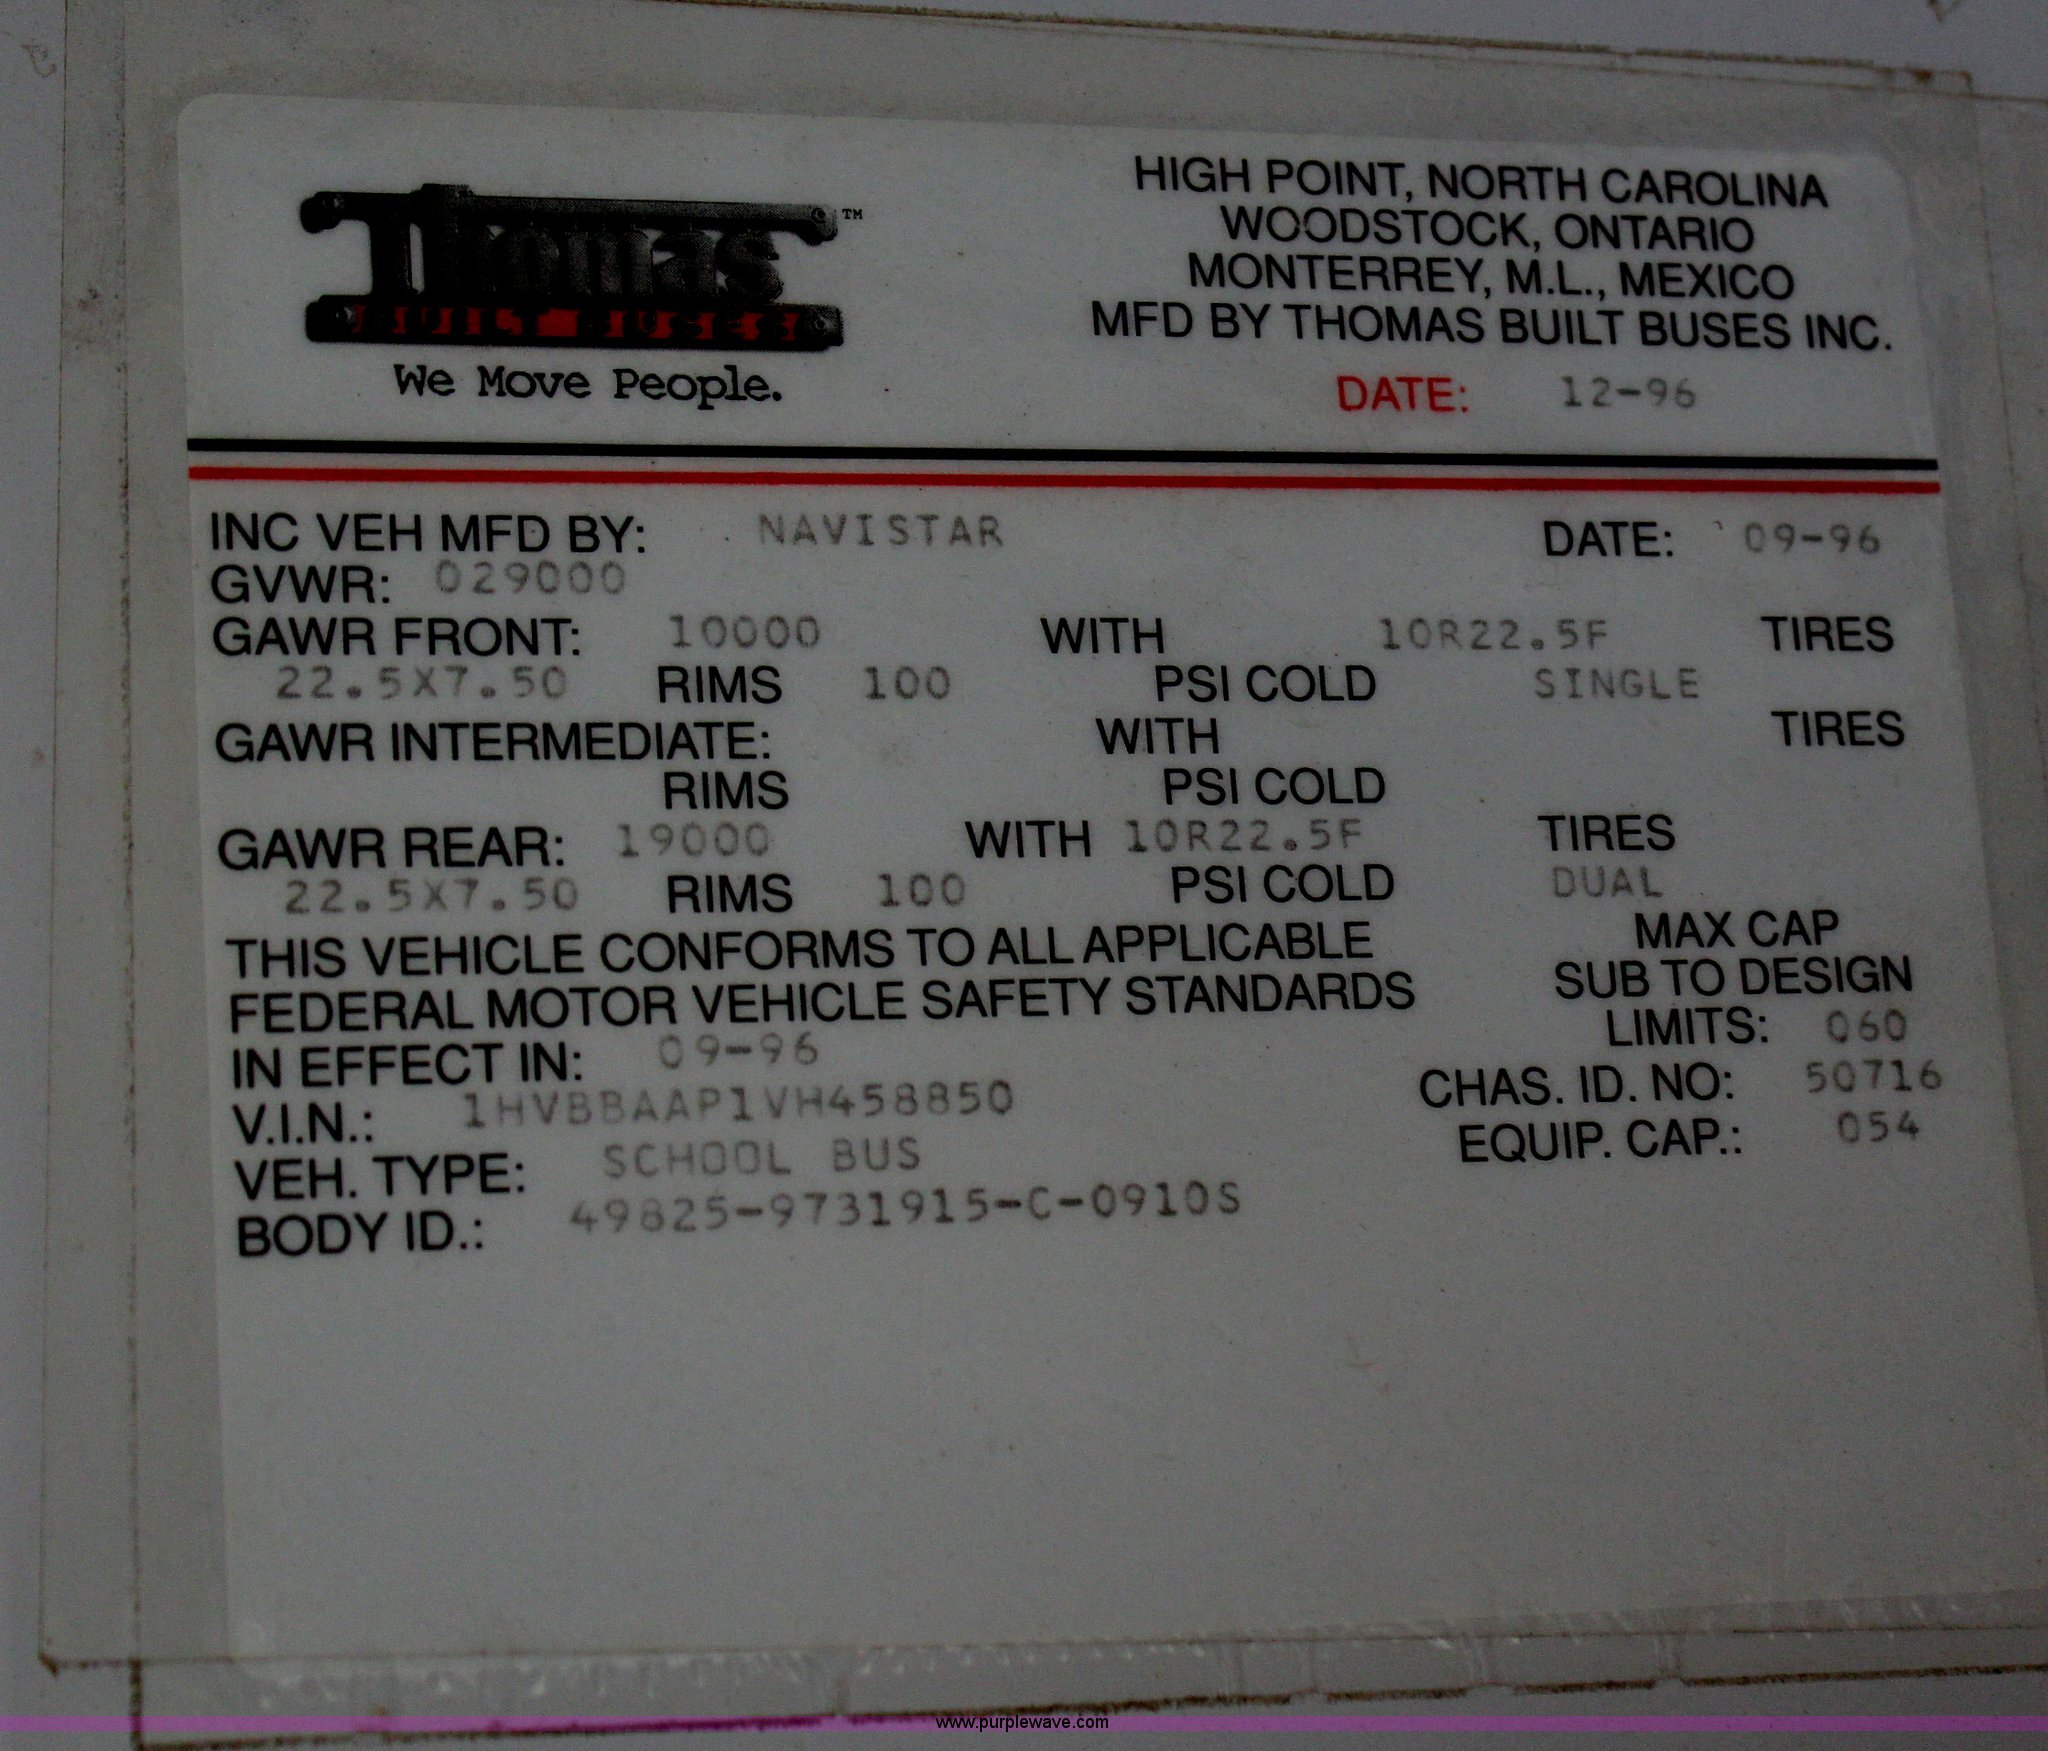 Thomas™
BUILT BUSES
We Move People.
HIGH POINT, NORTH CAROLINA
WOODSTOCK, ONTARIO
MONTERREY, M.L., MEXICO
MFD BY THOMAS BUILT BUSES INC.
DATE: 12-96
INC VEH MFD BY: NAVISTAR DATE: 09-96
GVWR: 029000
GAWR FRONT: 10000 WITH 10R22.5F TIRES
22.5X7.50 RIMS 100 PSI COLD SINGLE
GAWR INTERMEDIATE: WITH TIRES
RIMS PSI COLD
GAWR REAR: 19000 WITH 10R22.5F TIRES
22.5X7.50 RIMS 100 PSI COLD DUAL
THIS VEHICLE CONFORMS TO ALL APPLICABLE
FEDERAL MOTOR VEHICLE SAFETY STANDARDS
IN EFFECT IN: 09-96
MAX CAP
SUB TO DESIGN
LIMITS: 060
V.I.N.: 1HVBBAAP1VH458850
CHAS. ID. NO: 50716
VEH. TYPE: SCHOOL BUS
EQUIP. CAP.: 054
BODY ID.: 49825-9731915-C-0910S
www.purplewave.com